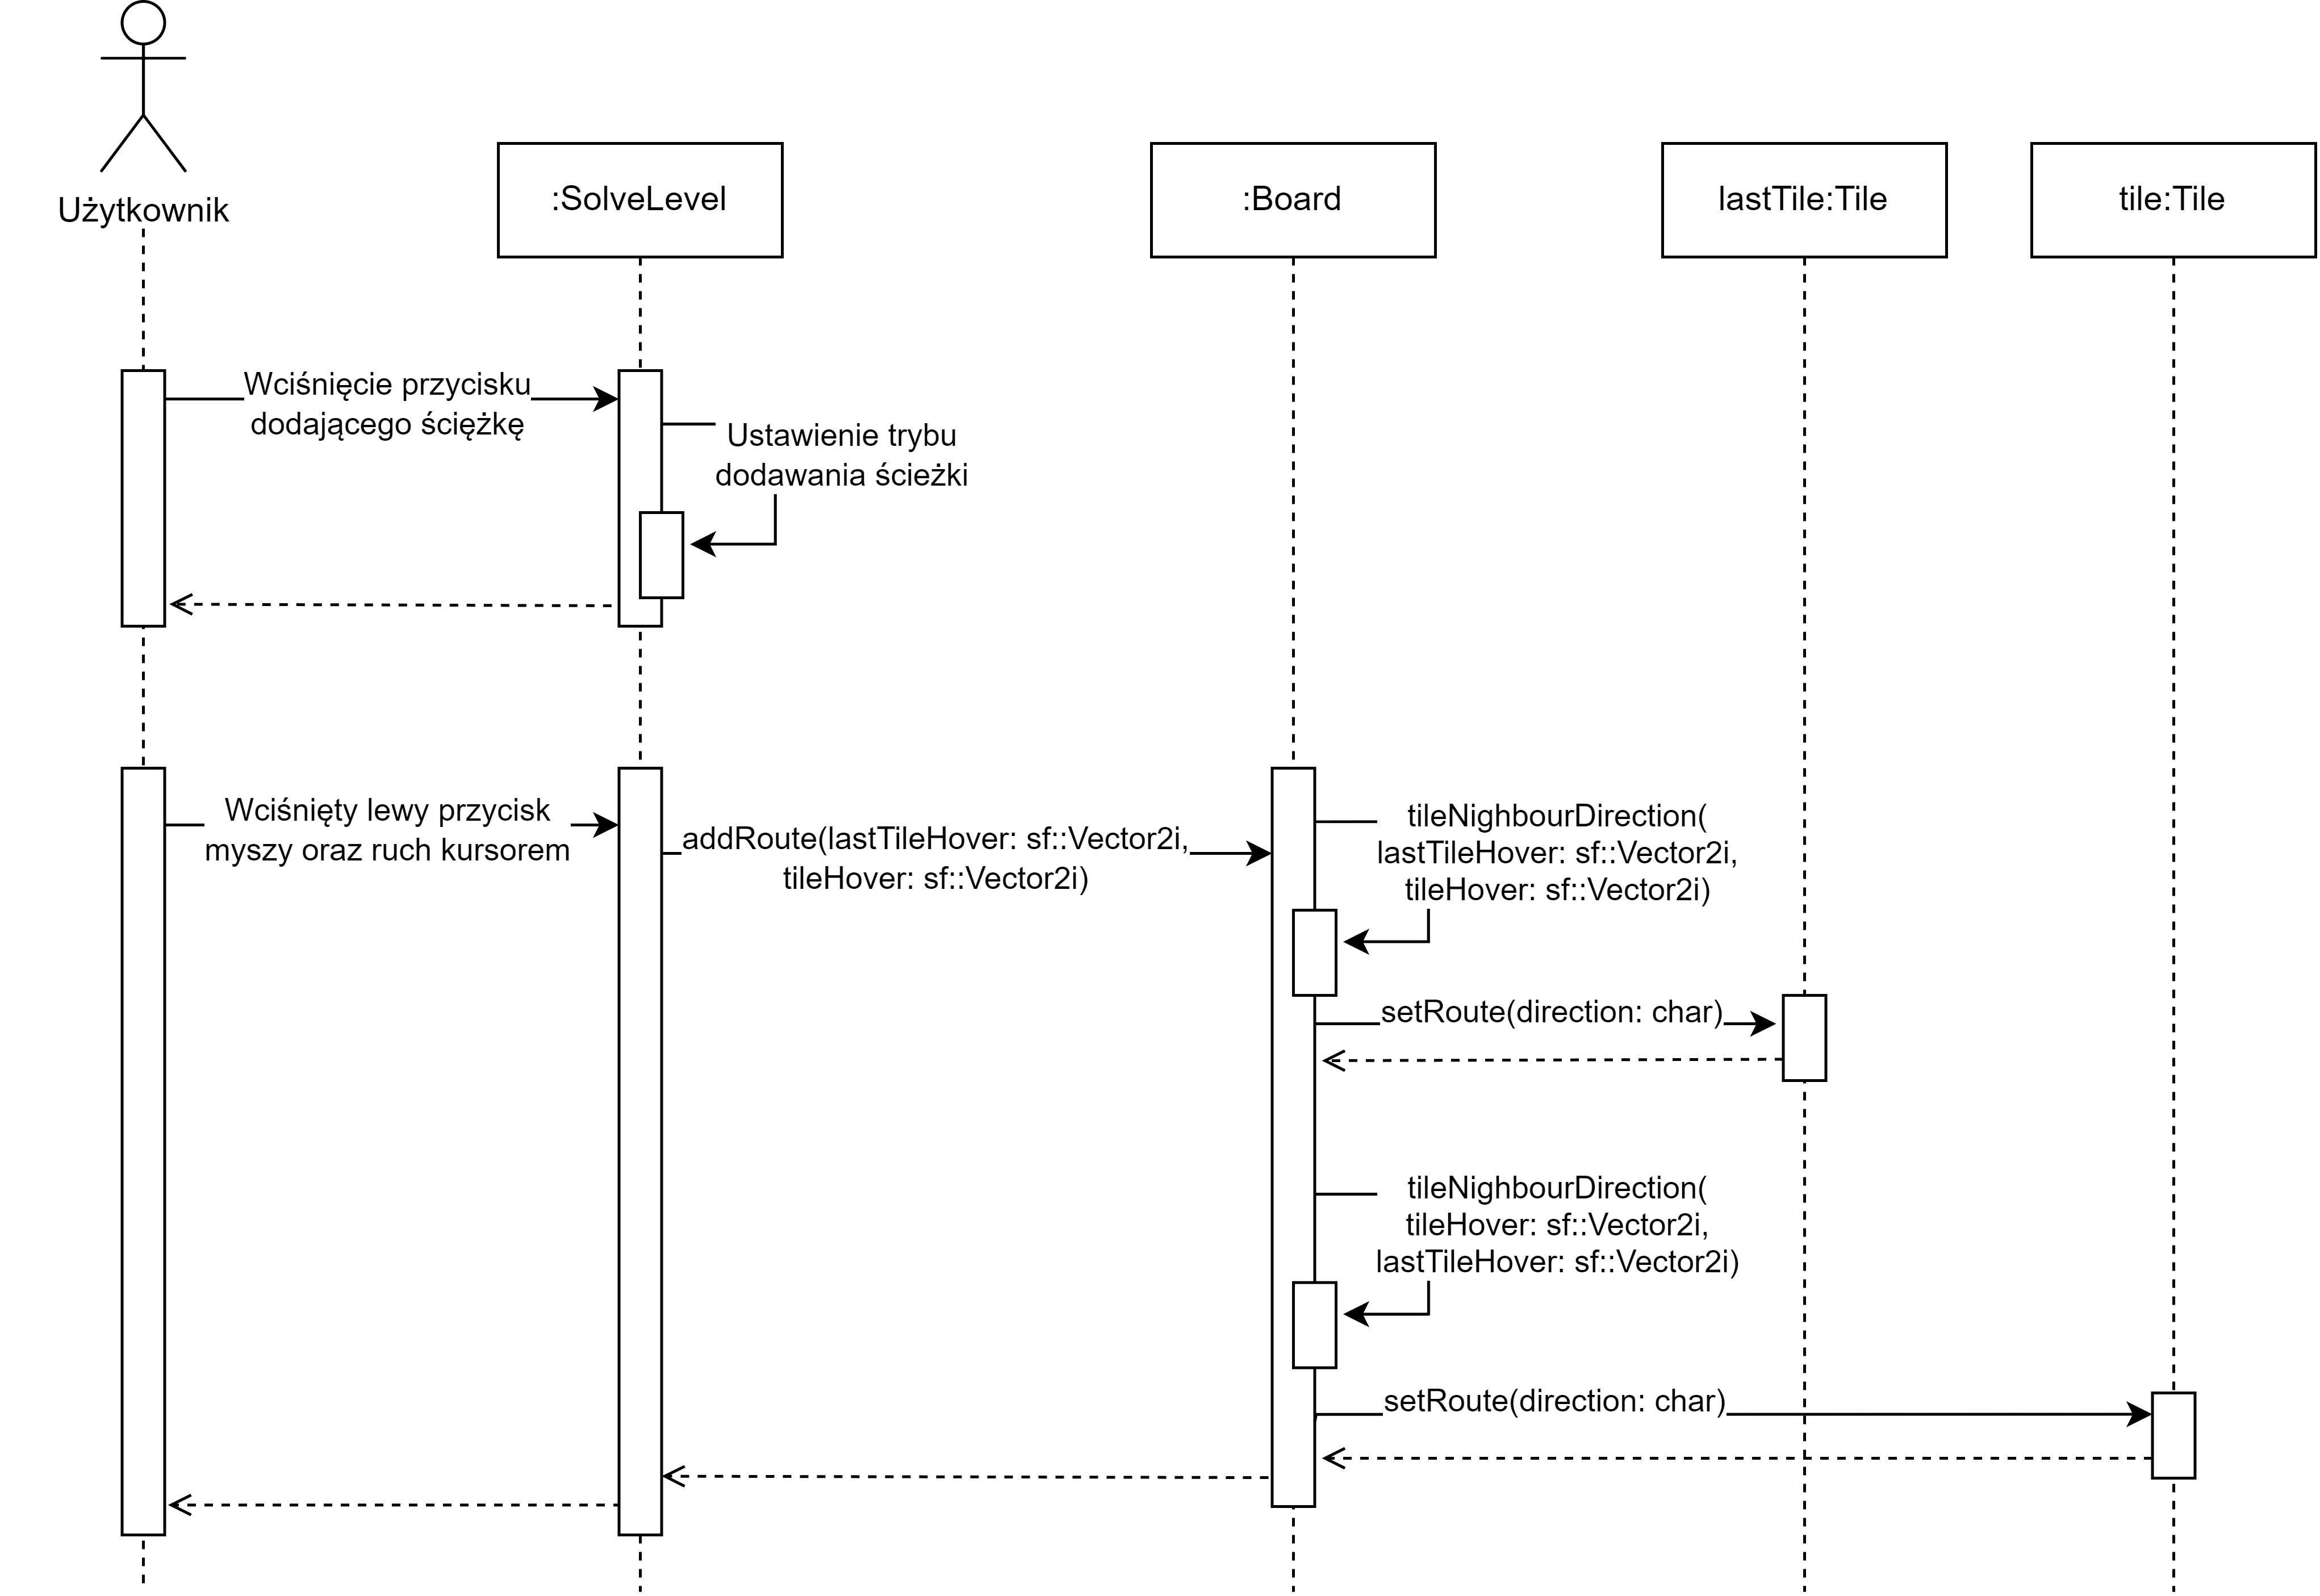 Użytkownik
:SolveLevel
:Board
lastTile:Tile
tile:Tile
Wciśnięcie przycisku
dodającego ściężkę
Ustawienie trybu
dodawania ścieżki
Wciśnięty lewy przycisk
myszy oraz ruch kursorem
addRoute(lastTileHover: sf::Vector2i,
tileHover: sf::Vector2i)
tileNighbourDirection(
lastTileHover: sf::Vector2i,
tileHover: sf::Vector2i)
setRoute(direction: char)
tileNighbourDirection(
tileHover: sf::Vector2i,
lastTileHover: sf::Vector2i)
setRoute(direction: char)